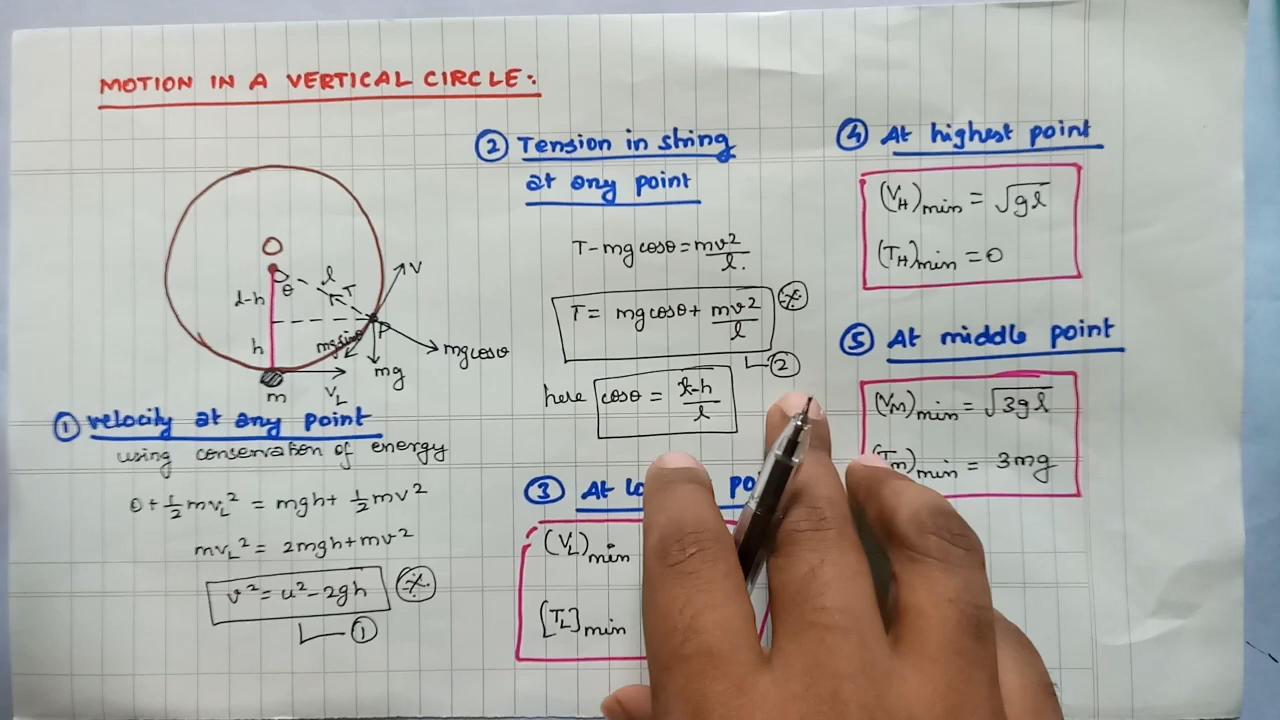 MOTION IN A VERTICAL CIRCLE:
O
l
θ
T
V
l-h
h
P
mg sinθ
mg cosθ
mg
m
V_L
① velocity at any point
using conservation of energy
0 + ½mv_L² = mgh + ½mv²
mv_L² = 2mgh + mv²
v² = u² - 2gh
①
② Tension in string
at any point
T - mg cosθ = mv²/l.
T = mg cosθ + mv²/l
②
here cosθ = l-h/l
③ At
(V_L)min
[T_L]min
④ At highest point
(V_H)min = √gl
(T_H)min = 0
⑤ At middle point
(V_M)min = √3gl
(T_m)min = 3mg